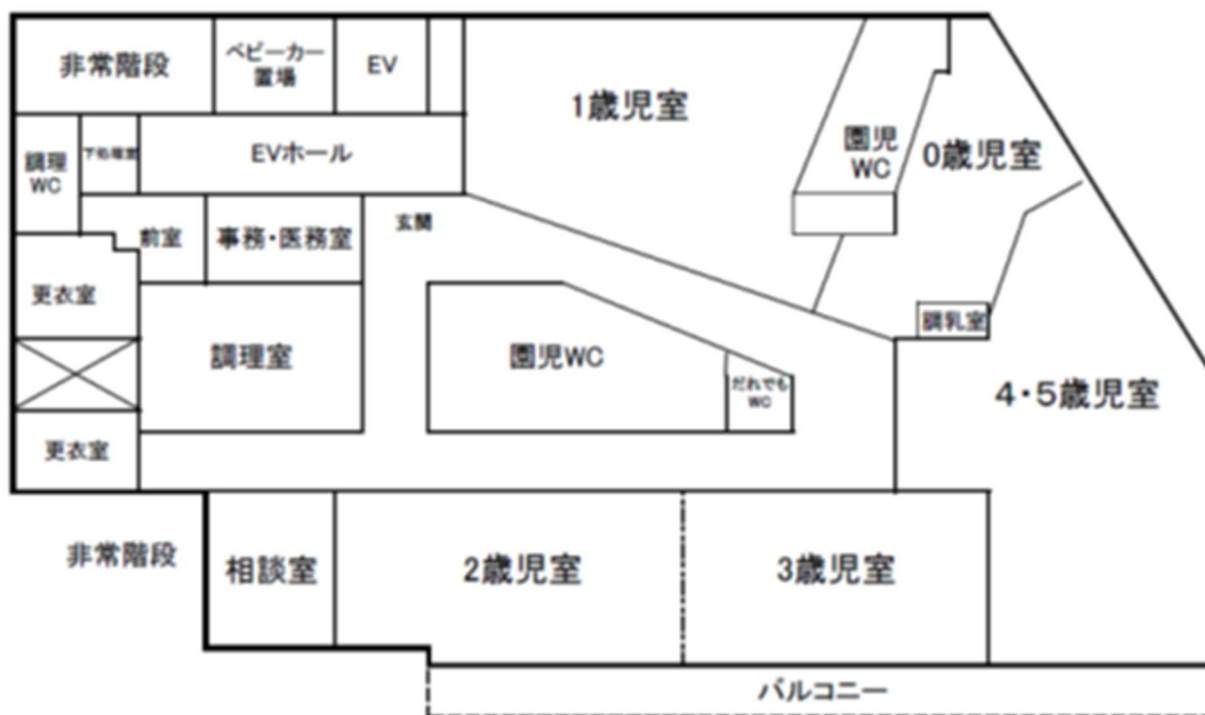 非常階段
ベビーカー
置場
EV
1歳児室
園児
WC
0歳児室
調理
WC
下処理室
EVホール
前室
事務・医務室
玄関
更衣室
調理室
園児WC
だれでも
WC
調乳室
4・5歳児室
更衣室
非常階段
相談室
2歳児室
3歳児室
バルコニー